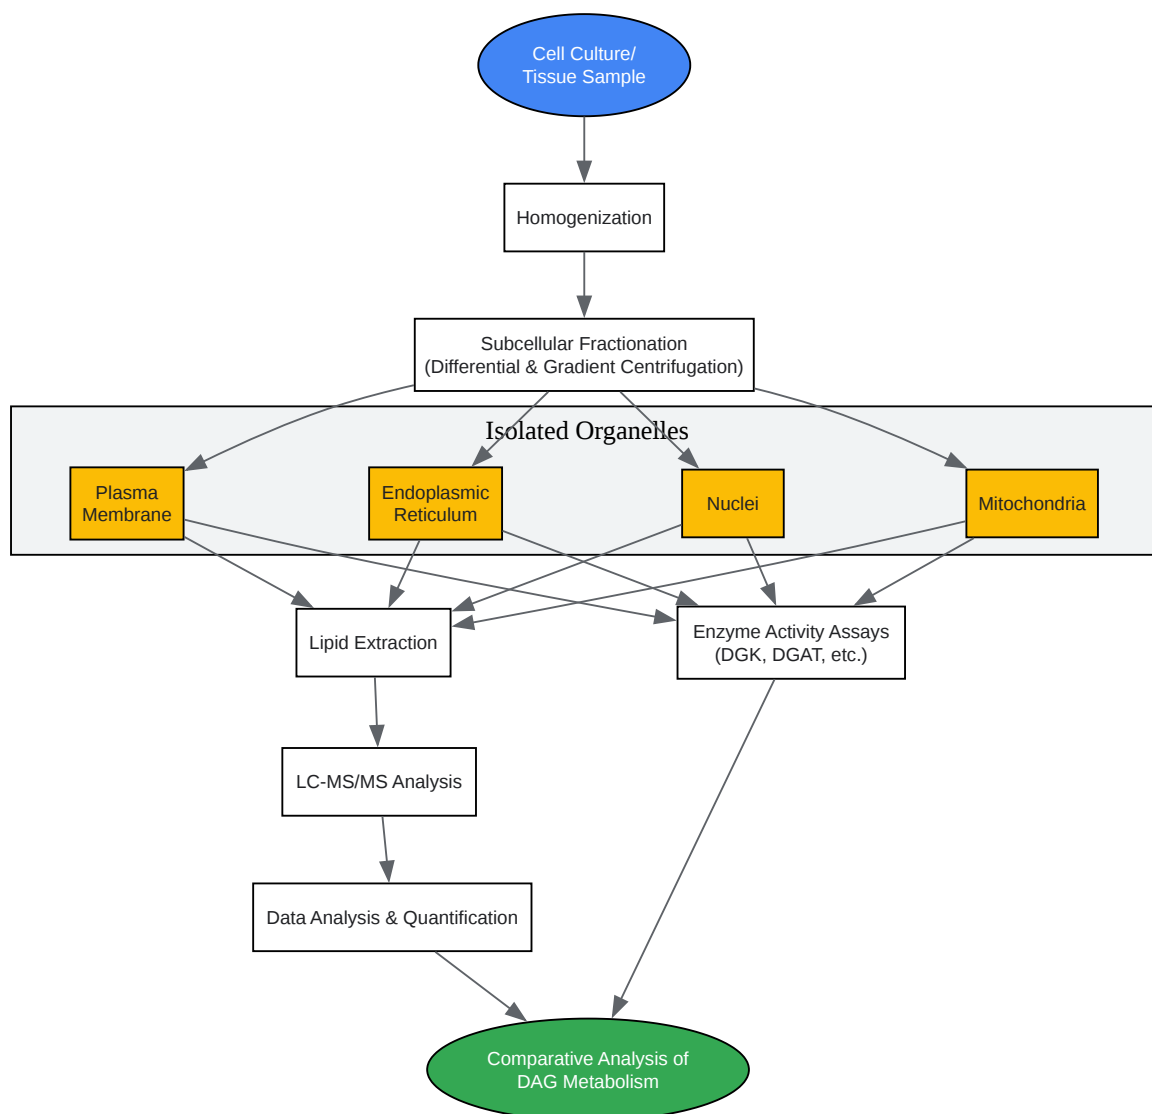 Cell Culture/
Tissue Sample
Homogenization
Subcellular Fractionation
(Differential & Gradient Centrifugation)
Isolated Organelles
Plasma
Membrane
Endoplasmic
Reticulum
Nuclei
Mitochondria
Lipid Extraction
Enzyme Activity Assays
(DGK, DGAT, etc.)
LC-MS/MS Analysis
Data Analysis & Quantification
Comparative Analysis of
DAG Metabolism